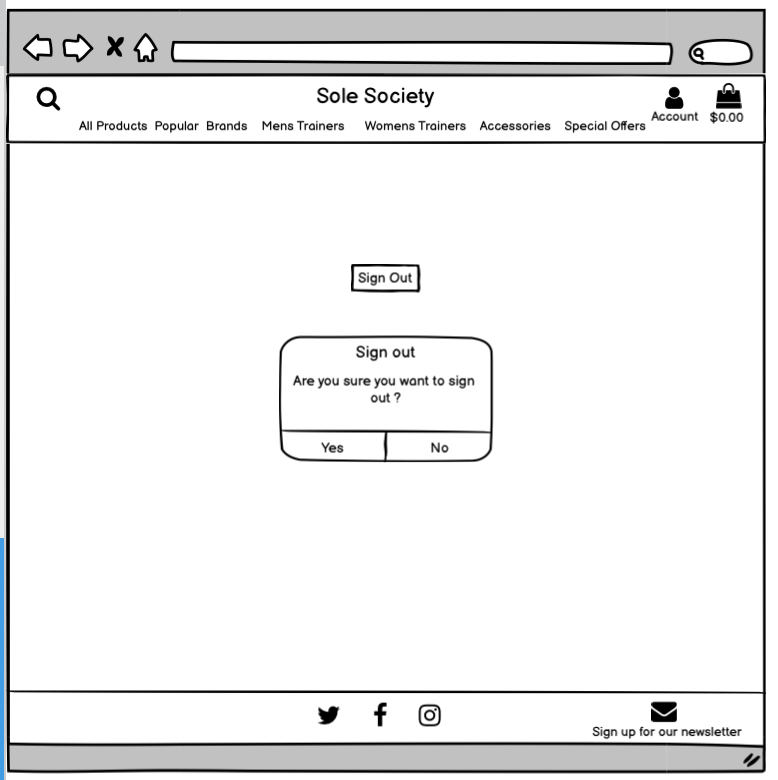 Sole Society
Account
$0.00
All Products Popular Brands Mens Trainers Womens Trainers Accessories Special Offers
Sign Out
Sign out
Are you sure you want to sign
out ?
Yes No
Sign up for our newsletter